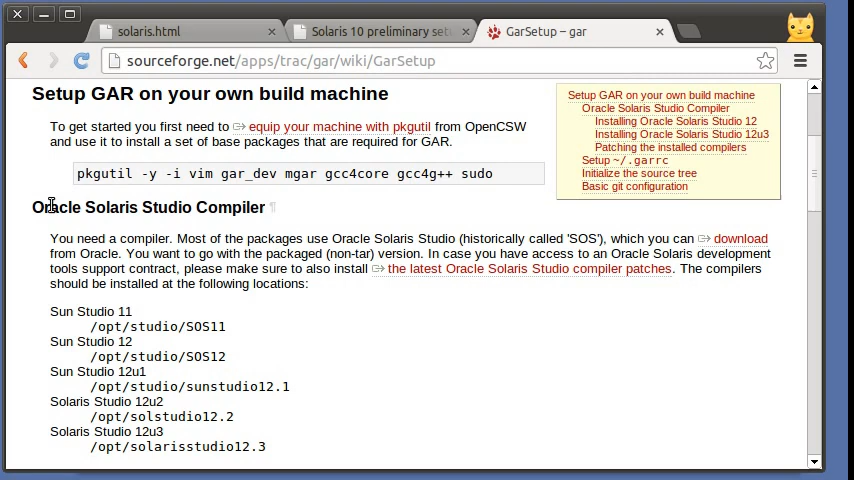 solaris.html
Solaris 10 preliminary set
GarSetup – gar
sourceforge.net/apps/trac/gar/wiki/GarSetup
Setup GAR on your own build machine
To get started you first need to equip your machine with pkgutil from OpenCSW
and use it to install a set of base packages that are required for GAR.
pkgutil -y -i vim gar_dev mgar gcc4core gcc4g++ sudo
Setup GAR on your own build machine
Oracle Solaris Studio Compiler
Installing Oracle Solaris Studio 12
Installing Oracle Solaris Studio 12u3
Patching the installed compilers
Setup ~/.garrc
Initialize the source tree
Basic git configuration
Oracle Solaris Studio Compiler ¶
You need a compiler. Most of the packages use Oracle Solaris Studio (historically called 'SOS'), which you can download
from Oracle. You want to go with the packaged (non-tar) version. In case you have access to an Oracle Solaris development
tools support contract, please make sure to also install the latest Oracle Solaris Studio compiler patches. The compilers
should be installed at the following locations:
Sun Studio 11
/opt/studio/SOS11
Sun Studio 12
/opt/studio/SOS12
Sun Studio 12u1
/opt/studio/sunstudio12.1
Solaris Studio 12u2
/opt/solstudio12.2
Solaris Studio 12u3
/opt/solarisstudio12.3